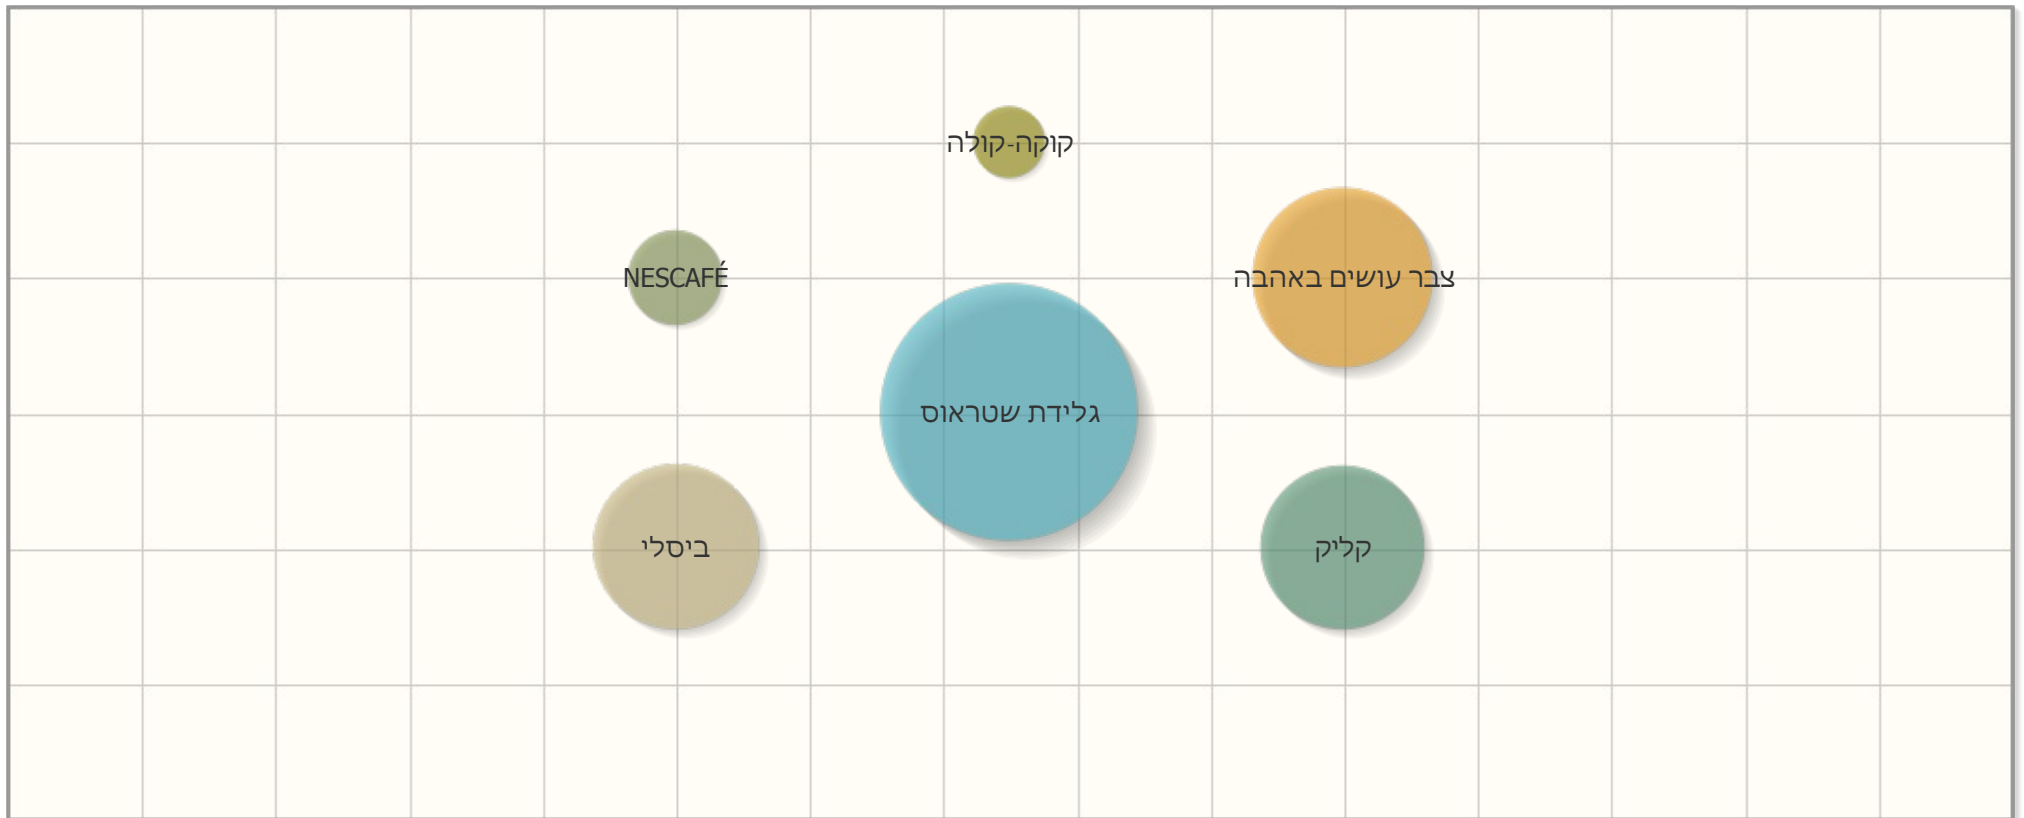 קוקה-קולה
צבר עושים באהבה
NESCAFÉ
גלידת שטראוס
קליק
ביסלי